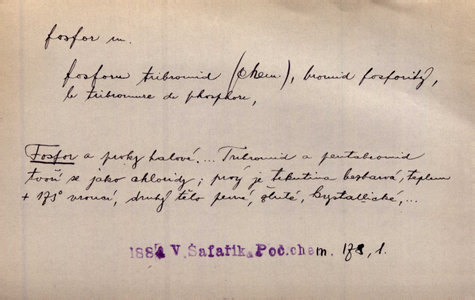 fosfor m.
fosforu tribromid (chem), bromid fosforitý,
le tribromure de phosphore,
Fosfor a prvky halové... Tribromid a pentabromid
tvoří se jako chloridy; prvý je tekutina bezbarvá, teplem
+ 175° vroucí, druhý tělo pevné, žluté, krystallické,...
1884 V. Šafařík, Poč. chem. 178, 1.